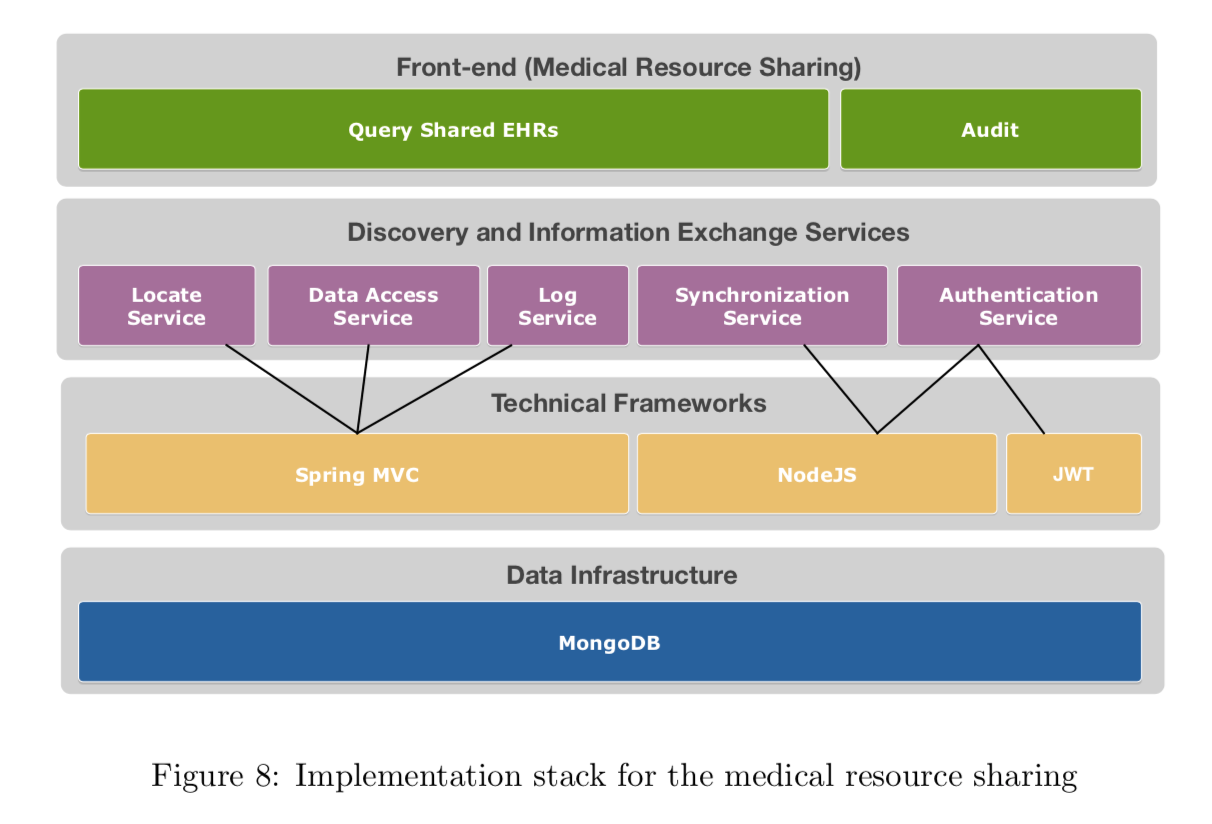 Front-end (Medical Resource Sharing)
Query Shared EHRs
Audit
Discovery and Information Exchange Services
Locate
Service
Data Access
Service
Log
Service
Synchronization
Service
Authentication
Service
Technical Frameworks
Spring MVC
NodeJS
JWT
Data Infrastructure
MongoDB
Figure 8: Implementation stack for the medical resource sharing